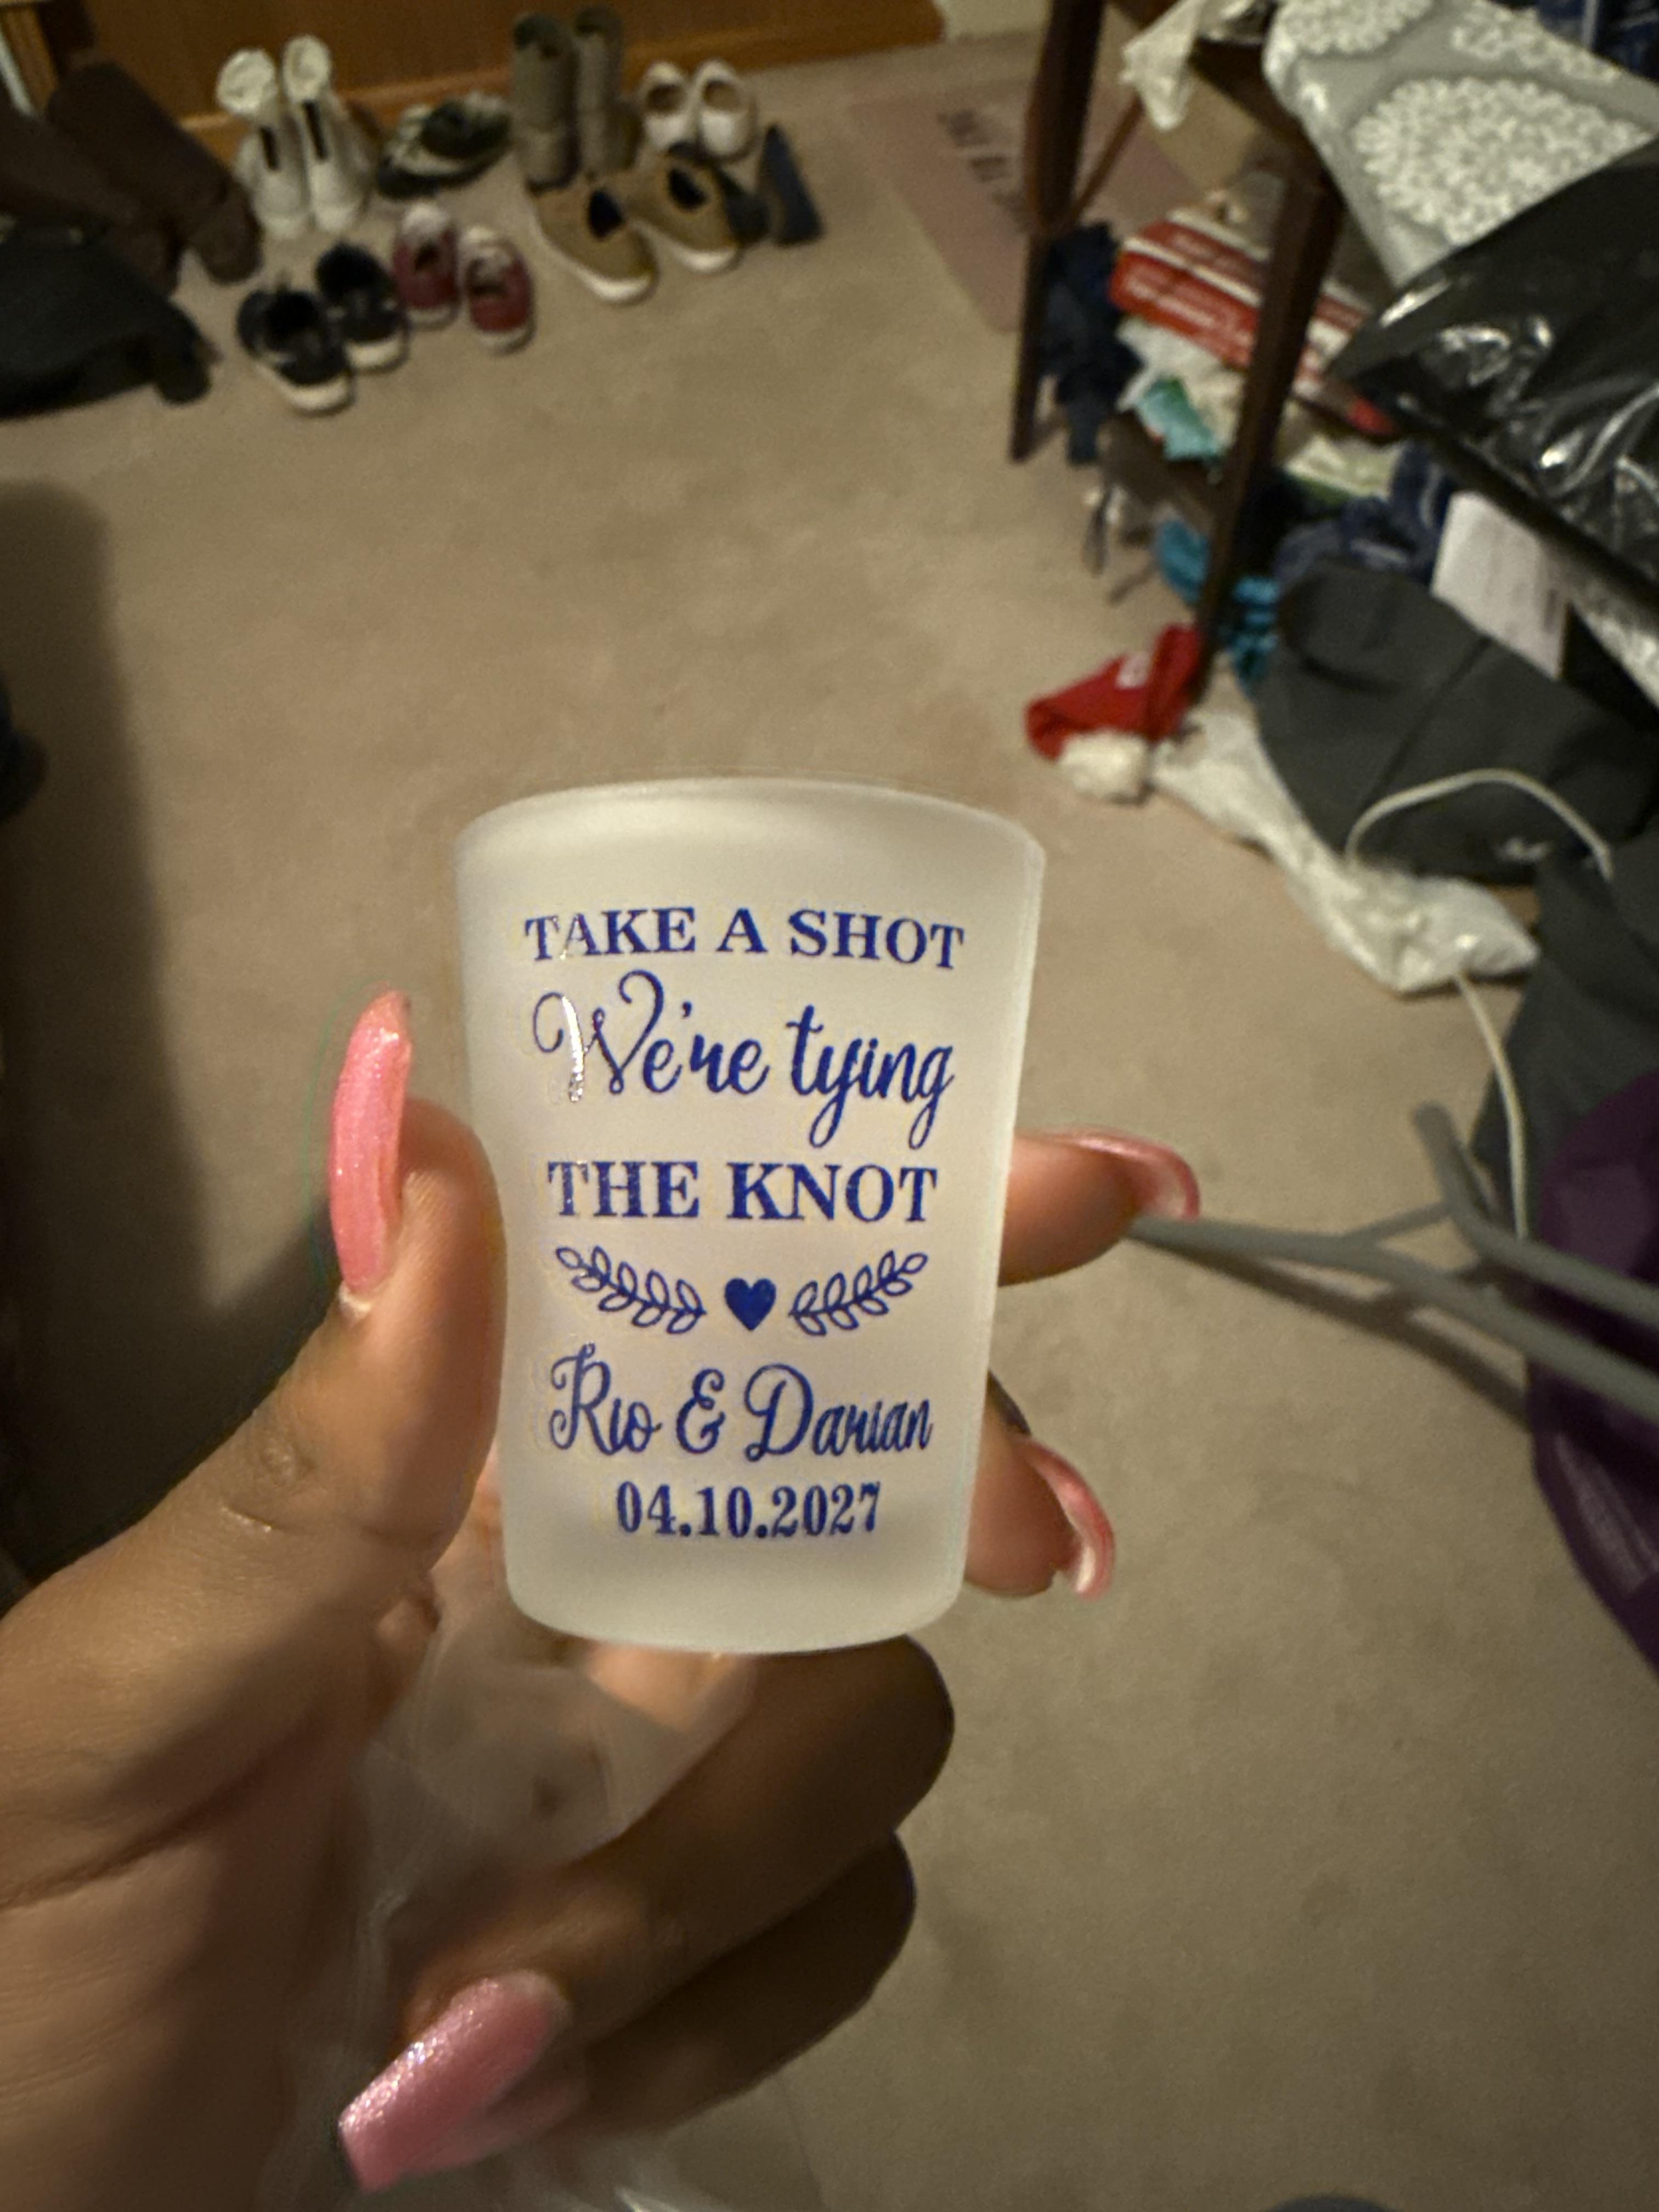 TAKE A SHOT
We're tying
THE KNOT
Rio & Darian
04.10.2027